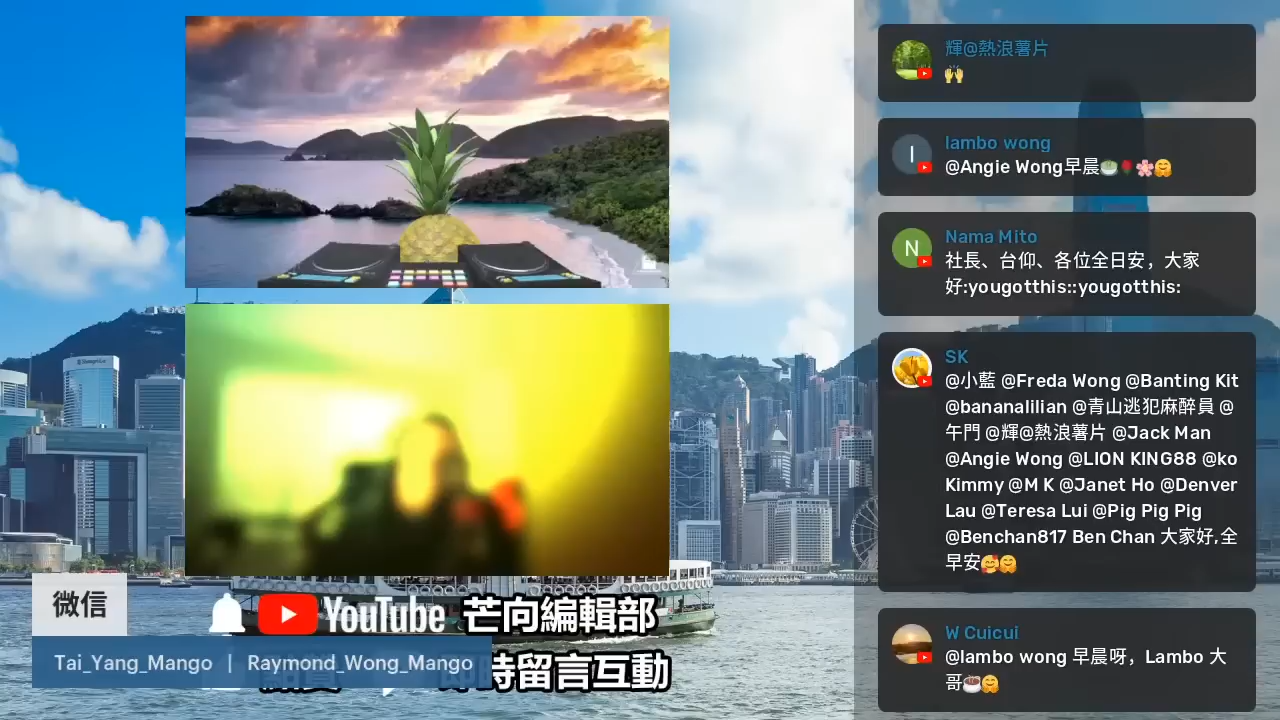 輝@熱浪薯片
🙌
lambo wong
@Angie Wong早晨🍵🌹🌸🤗
Nama Mito
社長、台仰、各位全日安，大家
好:yougotthis::yougotthis:
SK
@小藍 @Freda Wong @Banting Kit
@bananalilian @青山逃犯麻醉員 @
午門 @輝@熱浪薯片 @Jack Man
@Angie Wong @LION KING88 @ko
Kimmy @M K @Janet Ho @Denver
Lau @Teresa Lui @Pig Pig Pig
@Benchan817 Ben Chan 大家好,全
早安🥰🤗
W Cuicui
@lambo wong 早晨呀，Lambo 大
哥☕🤗
微信
YouTube 芒向編輯部
Tai_Yang_Mango | Raymond_Wong_Mango
時留言互動